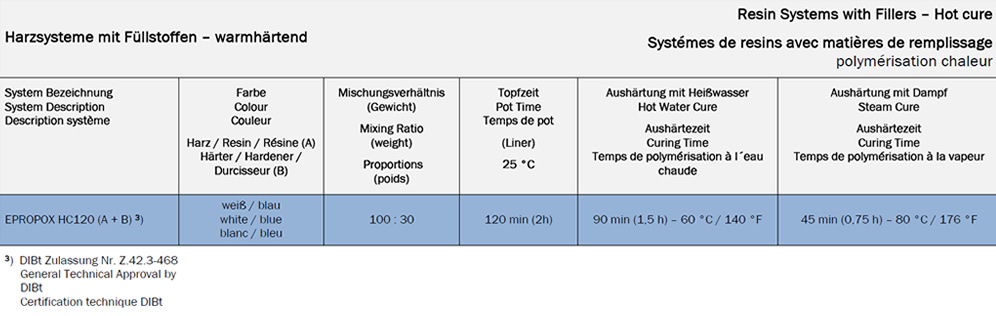 Harzsysteme mit Füllstoffen – warmhärtend
Resin Systems with Fillers – Hot cure
Systémes de resins avec matières de remplissage
polymérisation chaleur
System Bezeichnung
System Description
Description système
Farbe
Colour
Couleur
Harz / Resin / Résine (A)
Härter / Hardener /
Durcisseur (B)
Mischungsverhältnis
(Gewicht)
Mixing Ratio
(weight)
Proportions
(poids)
Topfzeit
Pot Time
Temps de pot
(Liner)
25 °C
Aushärtung mit Heißwasser
Hot Water Cure
Aushärtezeit
Curing Time
Temps de polymérisation à l´eau
chaude
Aushärtung mit Dampf
Steam Cure
Aushärtezeit
Curing Time
Temps de polymérisation à la vapeur
EPROPOX HC120 (A + B) ³)
weiß / blau
white / blue
blanc / bleu
100 : 30
120 min (2h)
90 min (1,5 h) – 60 °C / 140 °F
45 min (0,75 h) – 80 °C / 176 °F
³) DIBt Zulassung Nr. Z.42.3-468
General Technical Approval by
DIBt
Certification technique DIBt